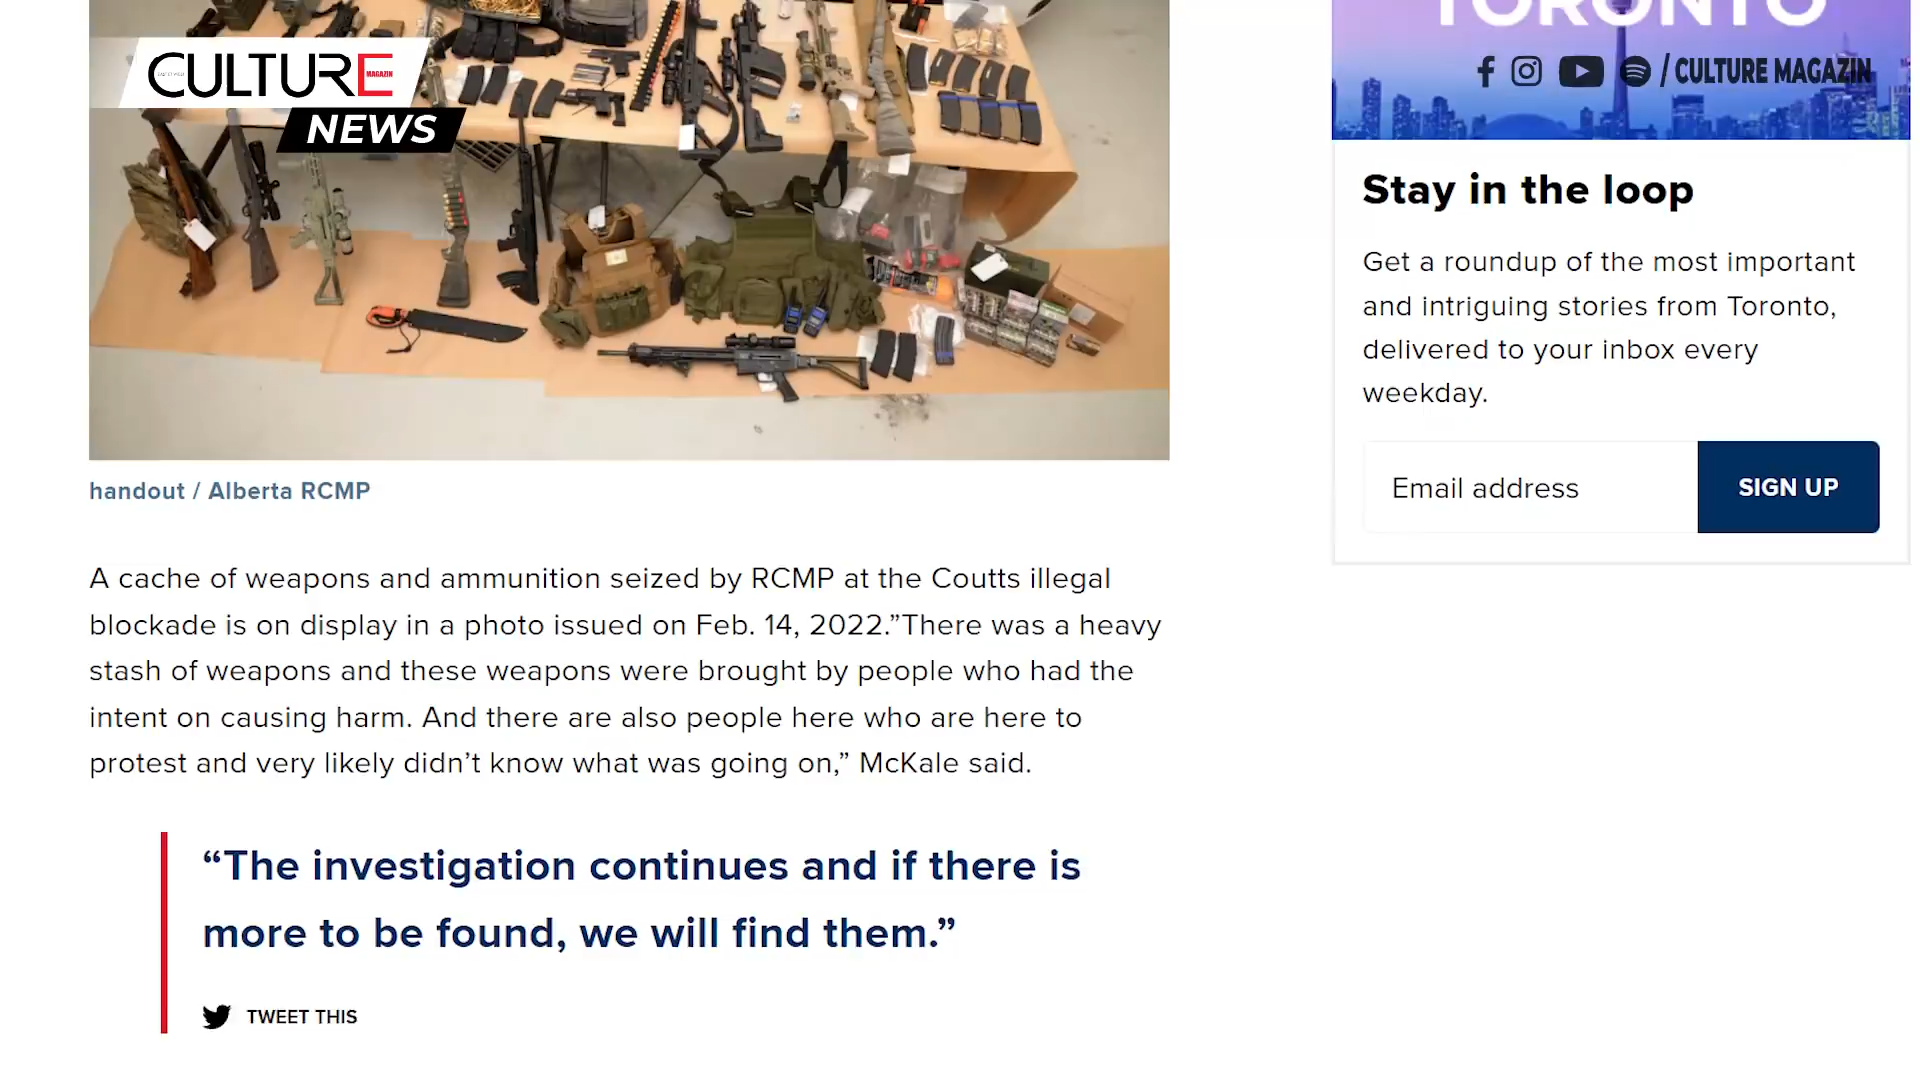 TORONTO
CULTURE
MAGAZIN
NEWS
/ CULTURE MAGAZIN
Stay in the loop
Get a roundup of the most important
and intriguing stories from Toronto,
delivered to your inbox every
weekday.
Email address
SIGN UP
handout / Alberta RCMP
A cache of weapons and ammunition seized by RCMP at the Coutts illegal
blockade is on display in a photo issued on Feb. 14, 2022.”There was a heavy
stash of weapons and these weapons were brought by people who had the
intent on causing harm. And there are also people here who are here to
protest and very likely didn’t know what was going on,” McKale said.
“The investigation continues and if there is
more to be found, we will find them.”
TWEET THIS